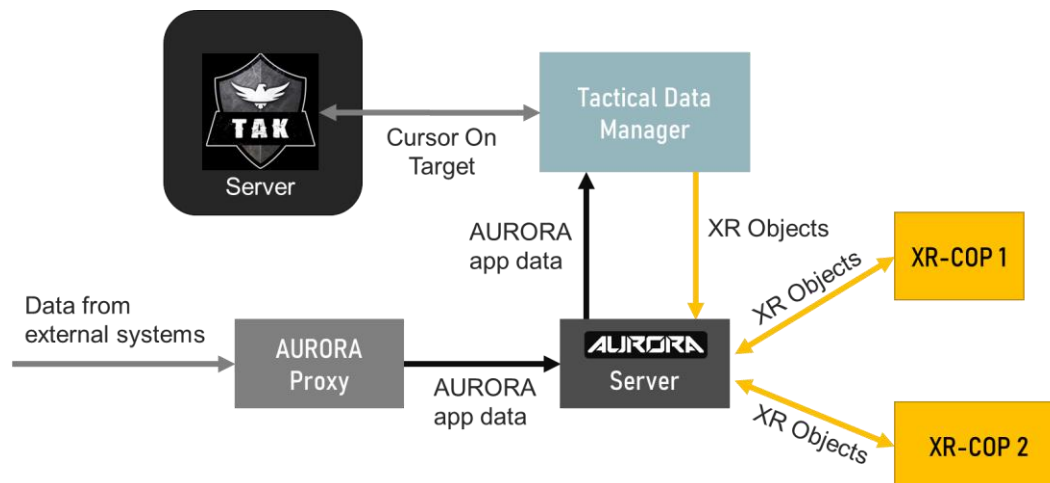 TAK
Server
Cursor On
Target
Tactical Data
Manager
AURORA
app data
XR Objects
XR Objects
XR-COP 1
Data from
external systems
AURORA
Proxy
AURORA
app data
AURORA
Server
XR Objects
XR-COP 2